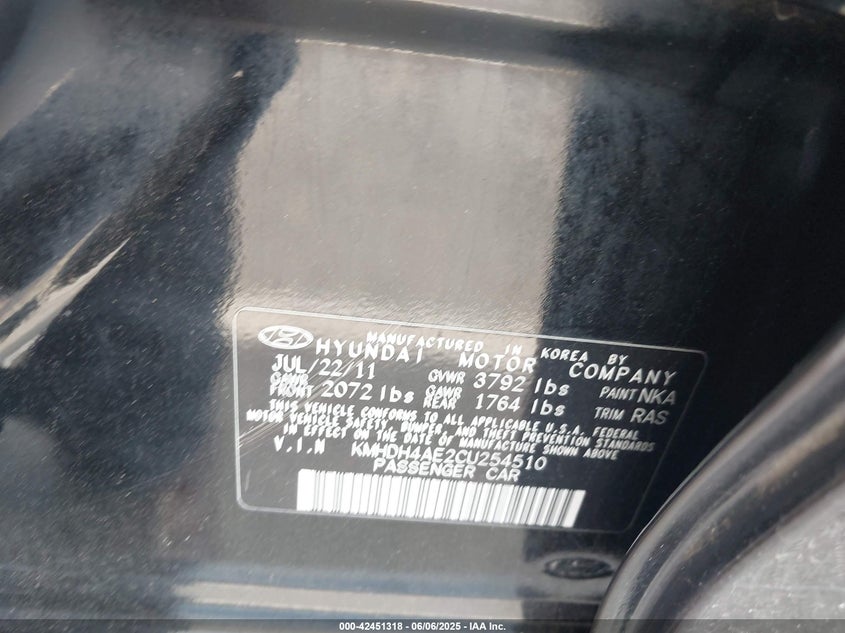 MANUFACTURED IN KOREA BY
HYUNDAI MOTOR COMPANY
JUL/22/11 GVWR 3792 lbs PAINT NKA
GAWR FRONT 2072 lbs GAWR REAR 1764 lbs TRIM RAS
THIS VEHICLE CONFORMS TO ALL APPLICABLE U.S.A. FEDERAL
MOTOR VEHICLE SAFETY, BUMPER, AND THEFT PREVENTION STANDARDS
IN EFFECT ON THE DATE OF MANUFACTURE SHOWN ABOVE
V.I.N KMHDH4AE2CU254510
PASSENGER CAR
000-42451318 - 06/06/2025 - IAA Inc.